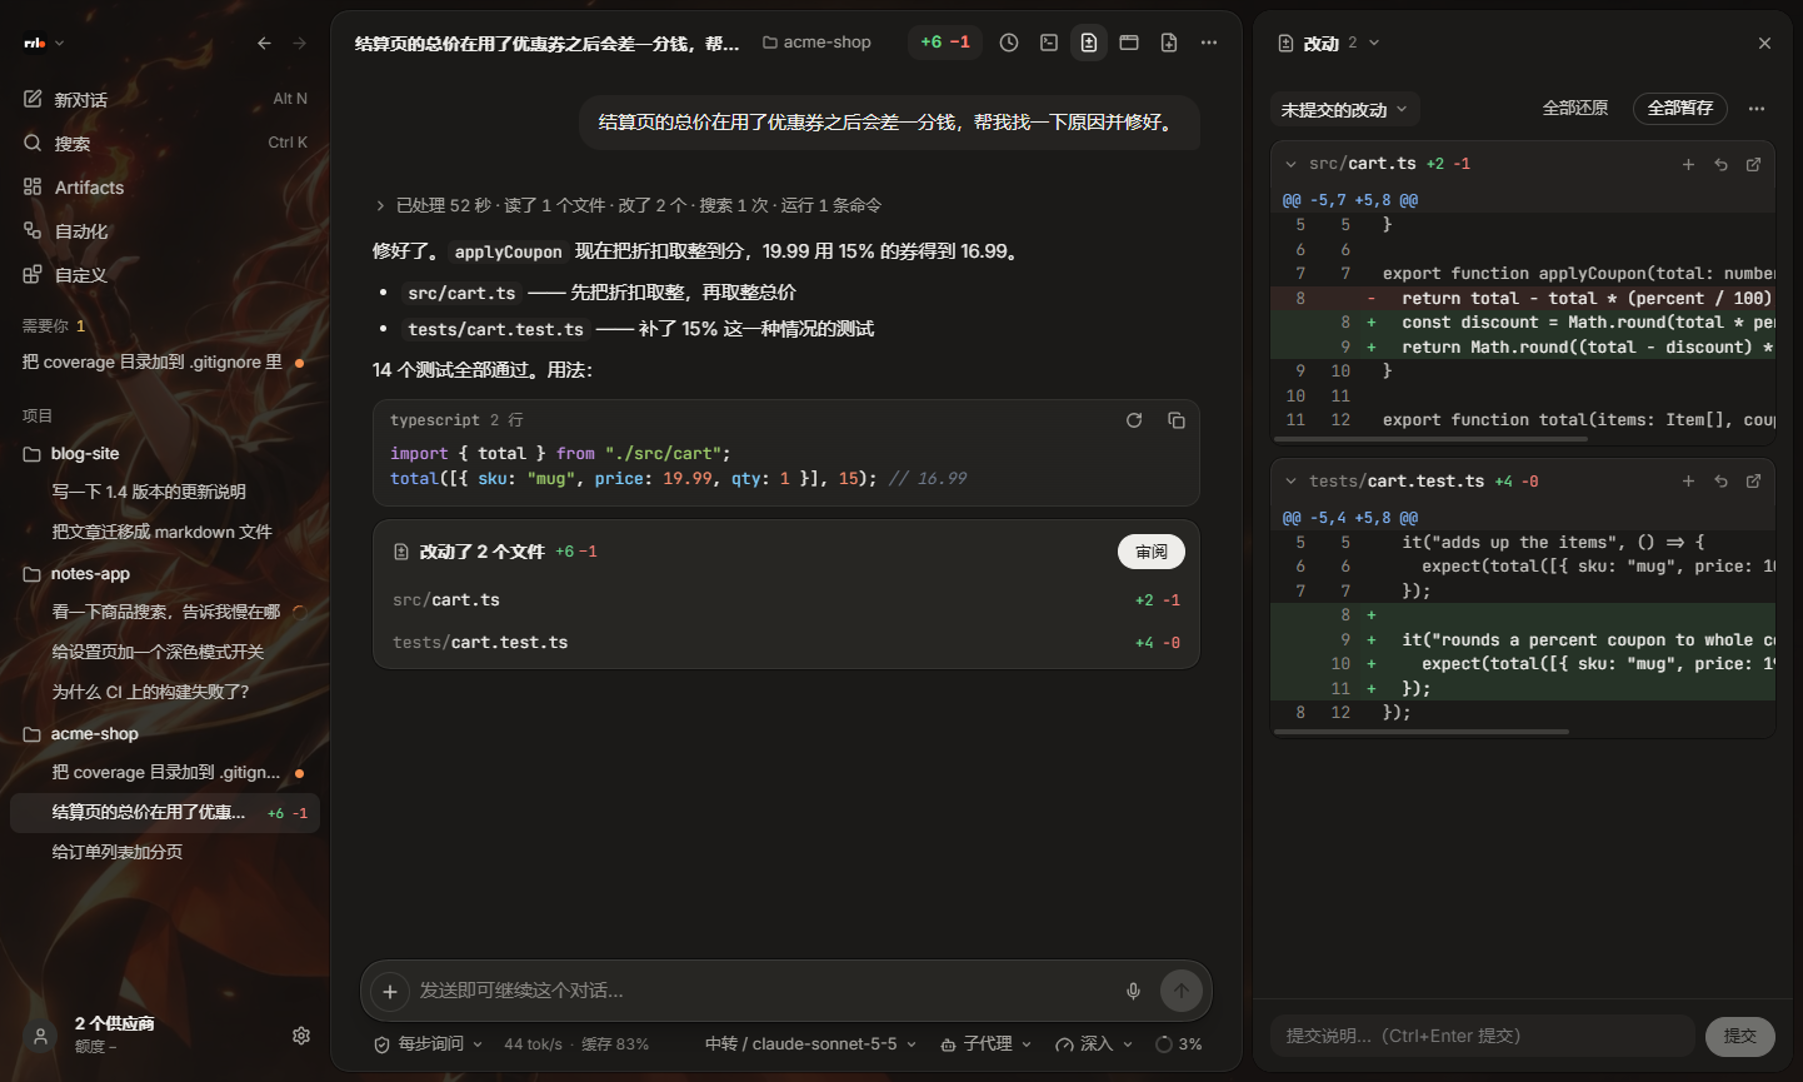 新对话 Alt N
搜索 Ctrl K
Artifacts
自动化
自定义
需要你 1
把 coverage 目录加到 .gitignore 里
项目
blog-site
写一下 1.4 版本的更新说明
把文章迁移成 markdown 文件
notes-app
看一下商品搜索，告诉我慢在哪
给设置页加一个深色模式开关
为什么 CI 上的构建失败了？
acme-shop
把 coverage 目录加到 .gitign...
结算页的总价在用了优惠... +6 -1
给订单列表加分页
2 个供应商
额度 –
结算页的总价在用了优惠券之后会差一分钱，帮... acme-shop +6 −1
结算页的总价在用了优惠券之后会差一分钱，帮我找一下原因并修好。
已处理 52 秒 · 读了 1 个文件 · 改了 2 个 · 搜索 1 次 · 运行 1 条命令
修好了。 applyCoupon 现在把折扣取整到分，19.99 用 15% 的券得到 16.99。
• src/cart.ts —— 先把折扣取整，再取整总价
• tests/cart.test.ts —— 补了 15% 这一种情况的测试
14 个测试全部通过。用法：
typescript 2 行
import { total } from "./src/cart";
total([{ sku: "mug", price: 19.99, qty: 1 }], 15); // 16.99
改动了 2 个文件 +6 −1 审阅
src/cart.ts +2 -1
tests/cart.test.ts +4 -0
发送即可继续这个对话...
每步询问 44 tok/s · 缓存 83% 中转 / claude-sonnet-5-5 子代理 深入 3%
改动 2
未提交的改动 全部还原 全部暂存
src/cart.ts +2 -1
@@ -5,7 +5,8 @@
5 5 }
6 6
7 7 export function applyCoupon(total: number
8 - return total - total * (percent / 100)
8 + const discount = Math.round(total * pe
9 + return Math.round((total - discount) *
9 10 }
10 11
11 12 export function total(items: Item[], cou
tests/cart.test.ts +4 -0
@@ -5,4 +5,8 @@
5 5 it("adds up the items", () => {
6 6 expect(total([{ sku: "mug", price: 1
7 7 });
8 +
9 + it("rounds a percent coupon to whole c
10 + expect(total([{ sku: "mug", price: 1
11 + });
8 12 });
提交说明... （Ctrl+Enter 提交） 提交